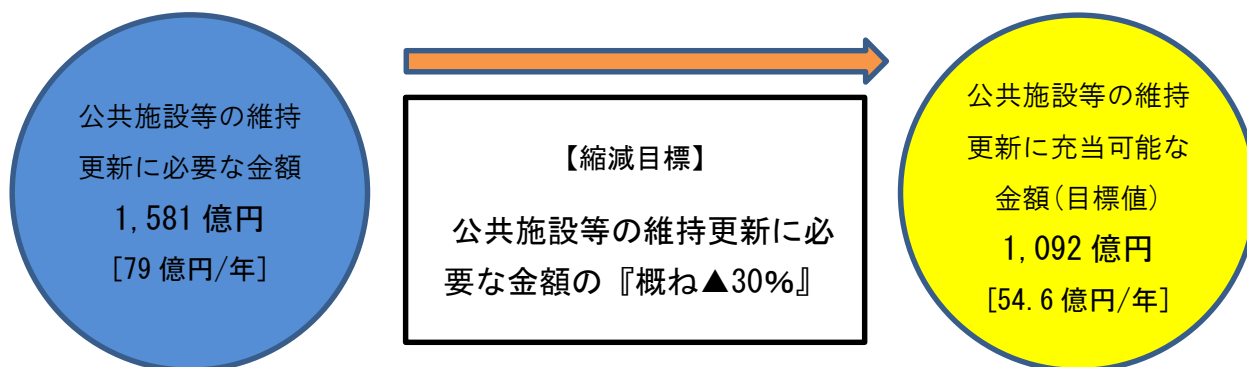 公共施設等の維持
更新に必要な金額
1,581 億円
[79 億円/年]
【縮減目標】
公共施設等の維持更新に必
要な金額の『概ね▲30%』
公共施設等の維持
更新に充当可能な
金額(目標値)
1,092 億円
[54.6 億円/年]